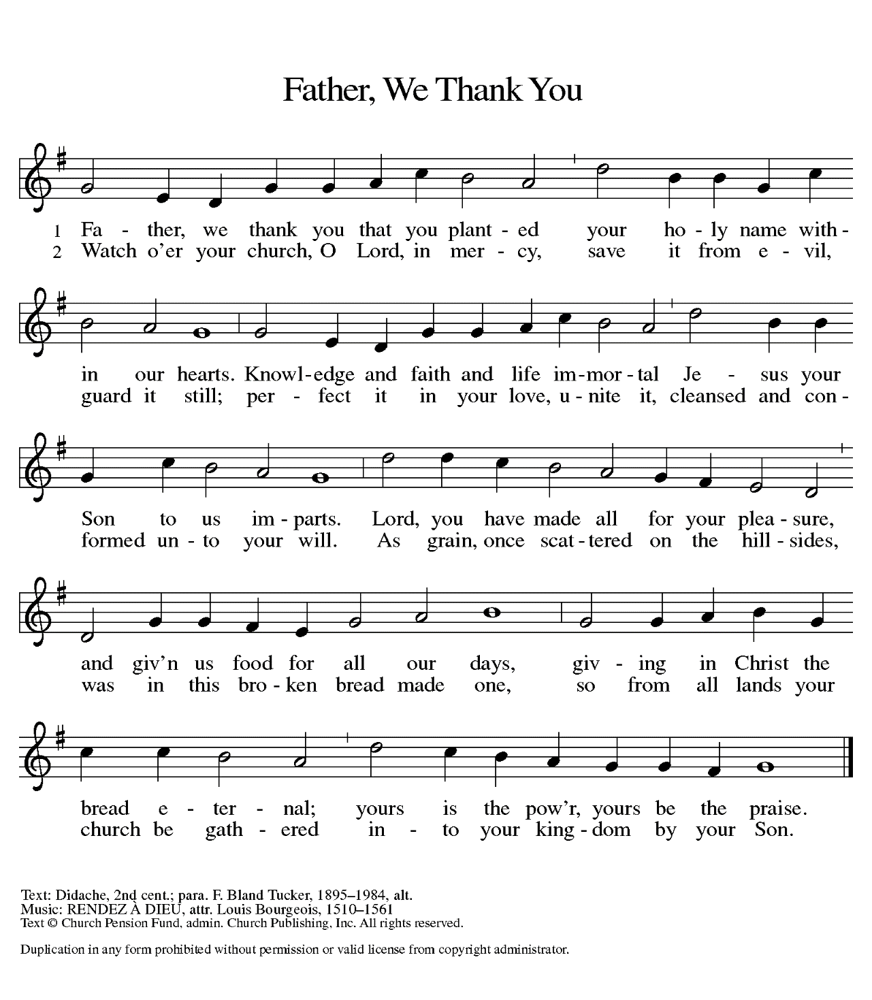 Father, We Thank You
1 Fa - ther, we thank you that you plant - ed your ho - ly name with -
2 Watch o'er your church, O Lord, in mer - cy, save it from e - vil,
in our hearts. Knowl - edge and faith and life im - mor - tal Je - sus your
guard it still; per - fect it in your love, u - nite it, cleansed and con -
Son to us im - parts. Lord, you have made all for your plea - sure,
formed un - to your will. As grain, once scat - tered on the hill - sides,
and giv'n us food for all our days, giv - ing in Christ the
was in this bro - ken bread made one, so from all lands your
bread e - ter - nal; yours is the pow'r, yours be the praise.
church be gath - ered in - to your king - dom by your Son.
Text: Didache, 2nd cent.; para. F. Bland Tucker, 1895–1984, alt.
Music: RENDEZ À DIEU, attr. Louis Bourgeois, 1510–1561
Text © Church Pension Fund, admin. Church Publishing, Inc. All rights reserved.
Duplication in any form prohibited without permission or valid license from copyright administrator.